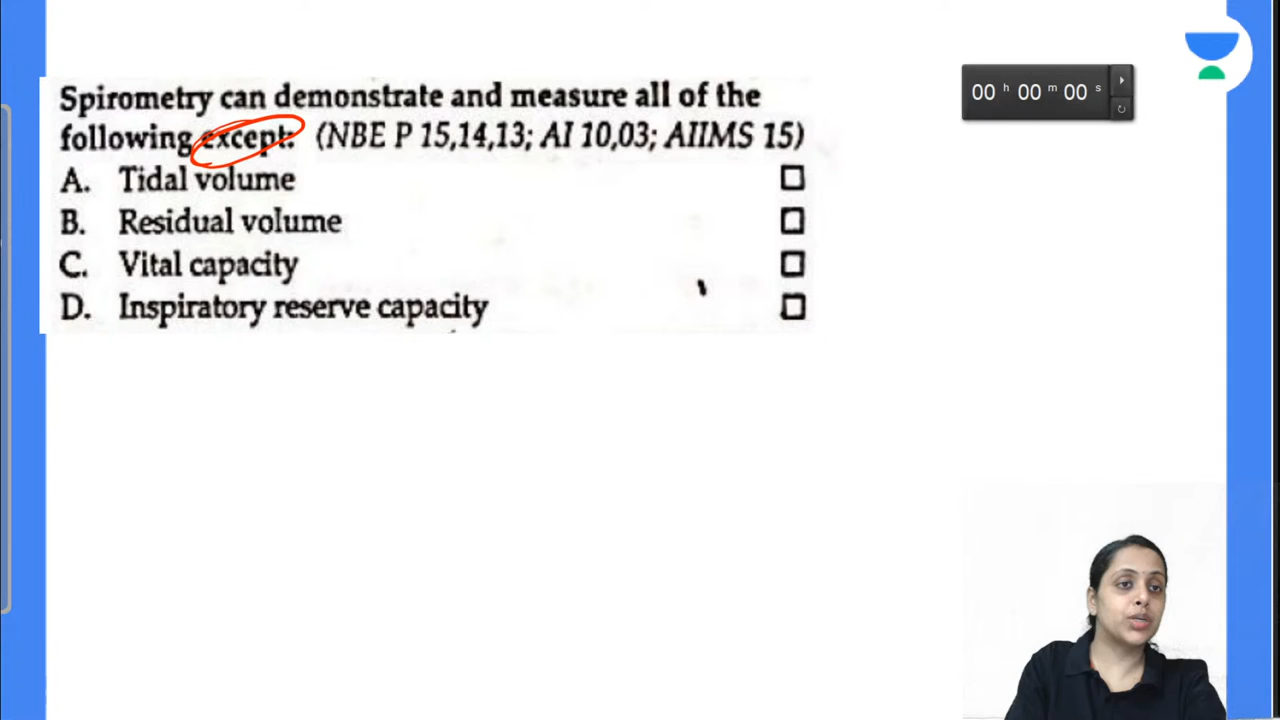 Spirometry can demonstrate and measure all of the
following except: (NBE P 15,14,13; AI 10,03; AIIMS 15)
A. Tidal volume
B. Residual volume
C. Vital capacity
D. Inspiratory reserve capacity
00 h 00 m 00 s